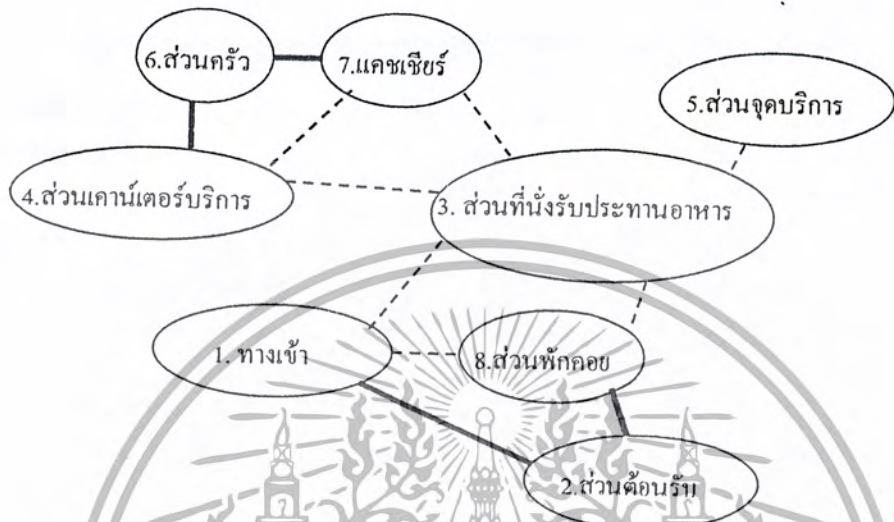 6.ส่วนครัว
7.แคชเชียร์
5.ส่วนจุดบริการ
4.ส่วนเคาน์เตอร์บริการ
3. ส่วนที่นั่งรับประทานอาหาร
1. ทางเข้า
8.ส่วนพักคอย
2.ส่วนต้อนรับ